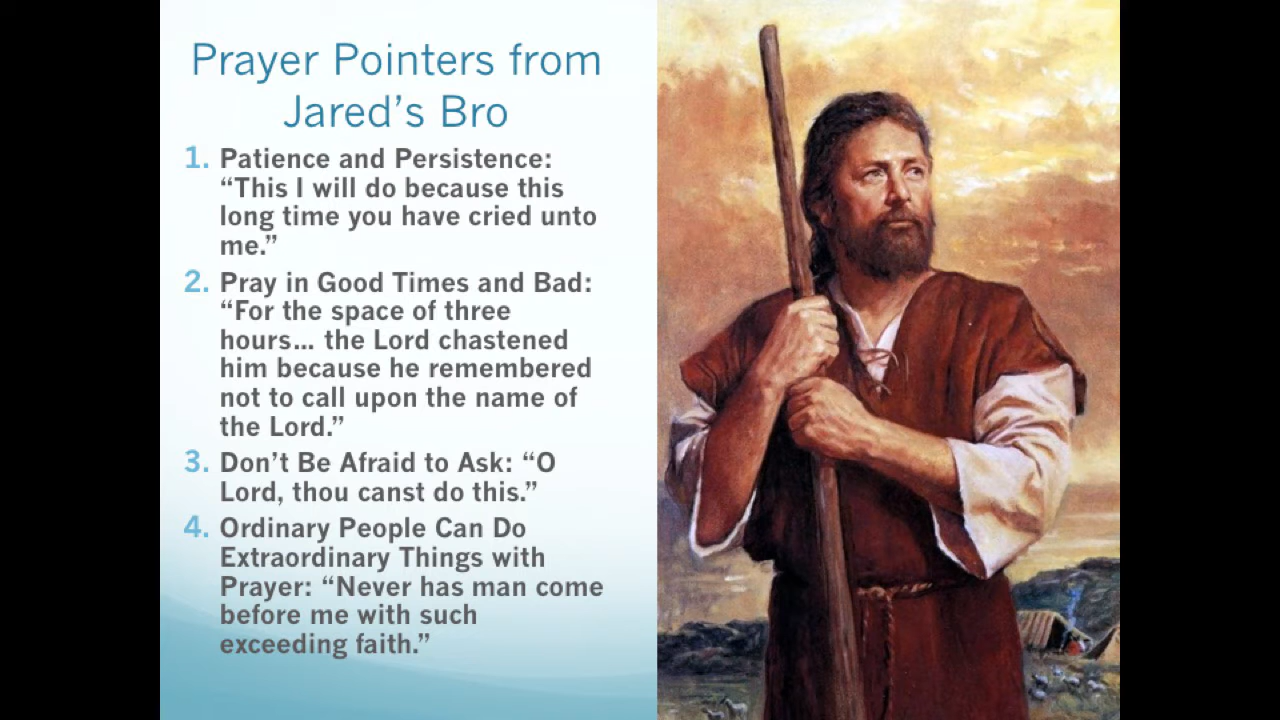 Prayer Pointers from
Jared’s Bro
1. Patience and Persistence:
“This I will do because this
long time you have cried unto
me.”
2. Pray in Good Times and Bad:
“For the space of three
hours... the Lord chastened
him because he remembered
not to call upon the name of
the Lord.”
3. Don’t Be Afraid to Ask: “O
Lord, thou canst do this.”
4. Ordinary People Can Do
Extraordinary Things with
Prayer: “Never has man come
before me with such
exceeding faith.”